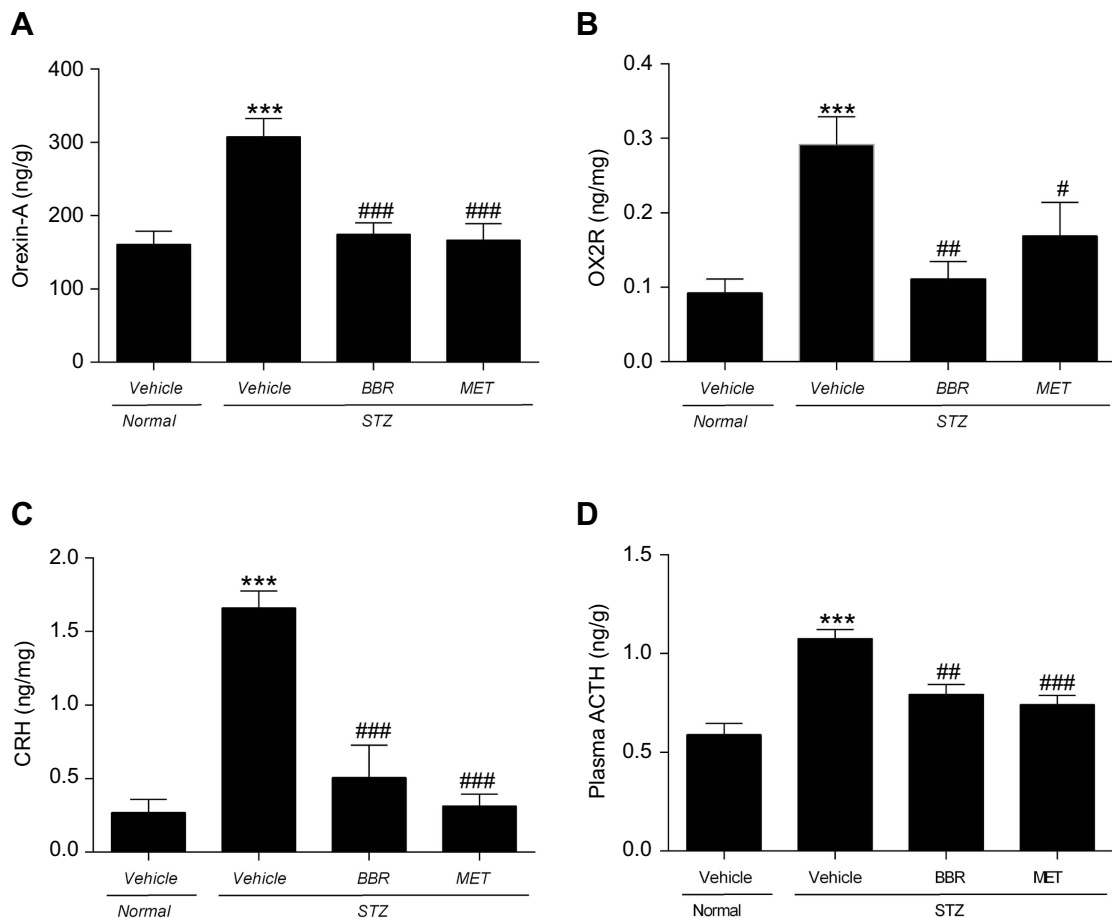 A
Orexin-A (ng/g)
400
300
200
100
0
***
###
###
Vehicle Vehicle BBR MET
Normal STZ
B
OX2R (ng/mg)
0.4
0.3
0.2
0.1
0.0
***
##
#
Vehicle Vehicle BBR MET
Normal STZ
C
CRH (ng/mg)
2.0
1.5
1.0
0.5
0.0
***
###
###
Vehicle Vehicle BBR MET
Normal STZ
D
Plasma ACTH (ng/g)
1.5
1.0
0.5
0.0
***
##
###
Vehicle Vehicle BBR MET
Normal STZ